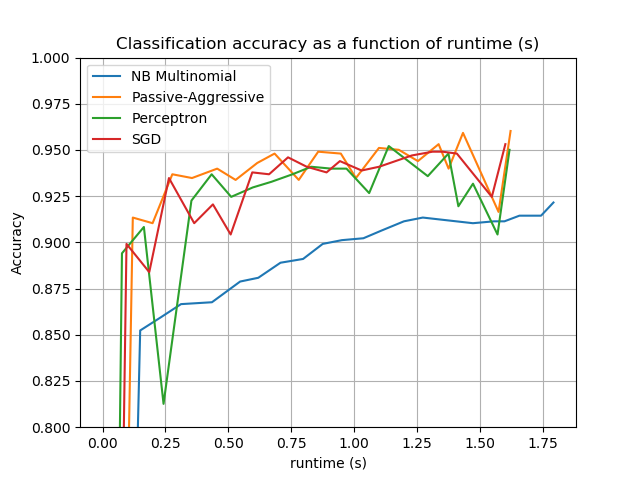 Classification accuracy as a function of runtime (s)
NB Multinomial
Passive-Aggressive
Perceptron
SGD
1.000
0.975
0.950
0.925
0.900
0.875
0.850
0.825
0.800
Accuracy
0.00 0.25 0.50 0.75 1.00 1.25 1.50 1.75
runtime (s)